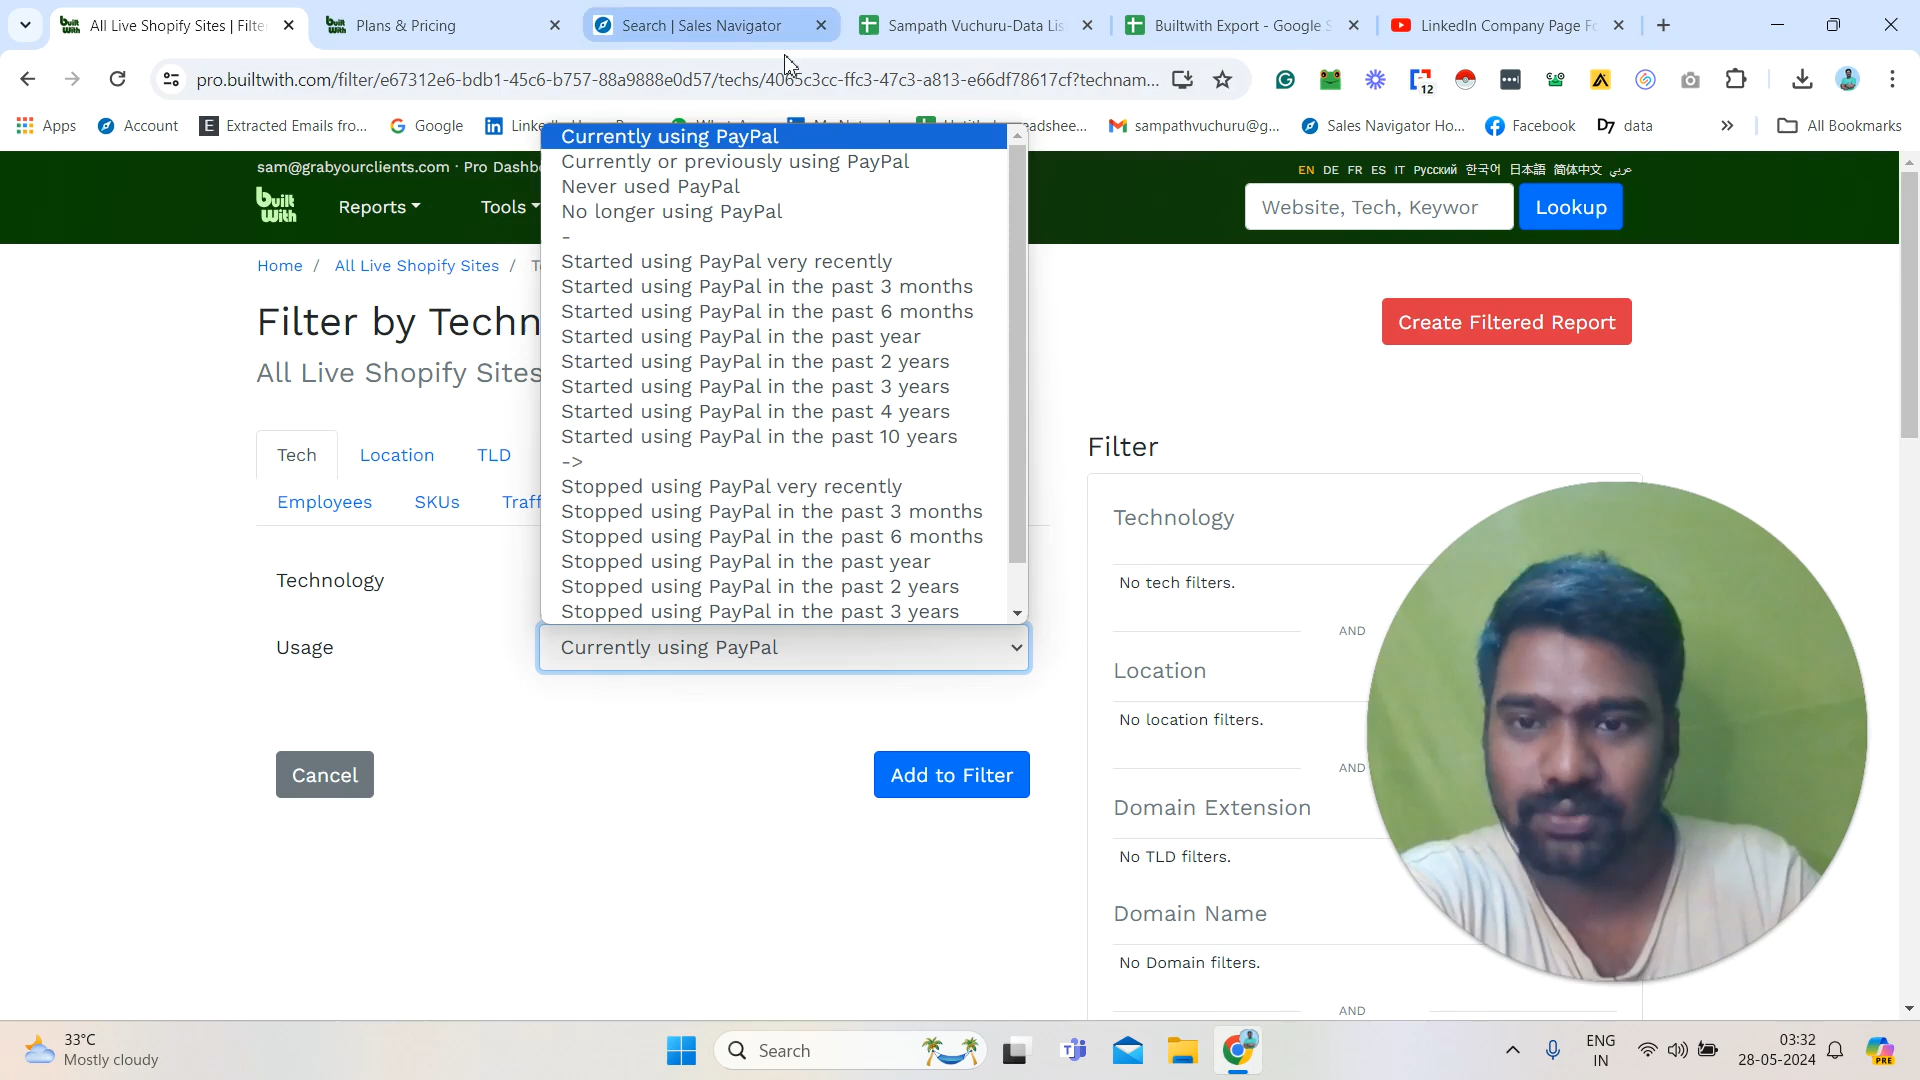 All Live Shopify Sites | Filte
Plans & Pricing
Search | Sales Navigator
Sampath Vuchuru-Data Lis
Builtwith Export - Google S
LinkedIn Company Page Fo
pro.builtwith.com/filter/e67312e6-bdb1-45c6-b757-88a9888e0d57/techs/4065c3cc-ffc3-47c3-a813-e66df78617cf?technam...
12
Apps
Account
Extracted Emails fro...
Google
sampathvuchuru@g...
Sales Navigator Ho...
Facebook
data
All Bookmarks
sam@grabyourclients.com · Pro Dashb
EN DE FR ES IT Русский 한국어 日本語 简体中文 عربي
Built With
Reports
Tools
Website, Tech, Keywor
Lookup
Home / All Live Shopify Sites /
Filter by Techn
Create Filtered Report
All Live Shopify Sites
Tech
Location
TLD
Employees
SKUs
Traff
Technology
Usage
Currently using PayPal
Currently or previously using PayPal
Never used PayPal
No longer using PayPal
-
Started using PayPal very recently
Started using PayPal in the past 3 months
Started using PayPal in the past 6 months
Started using PayPal in the past year
Started using PayPal in the past 2 years
Started using PayPal in the past 3 years
Started using PayPal in the past 4 years
Started using PayPal in the past 10 years
->
Stopped using PayPal very recently
Stopped using PayPal in the past 3 months
Stopped using PayPal in the past 6 months
Stopped using PayPal in the past year
Stopped using PayPal in the past 2 years
Stopped using PayPal in the past 3 years
Currently using PayPal
Cancel
Add to Filter
Filter
Technology
No tech filters.
AND
Location
No location filters.
AND
Domain Extension
No TLD filters.
Domain Name
No Domain filters.
AND
33°C
Mostly cloudy
Search
ENG
IN
03:32
28-05-2024
PRE